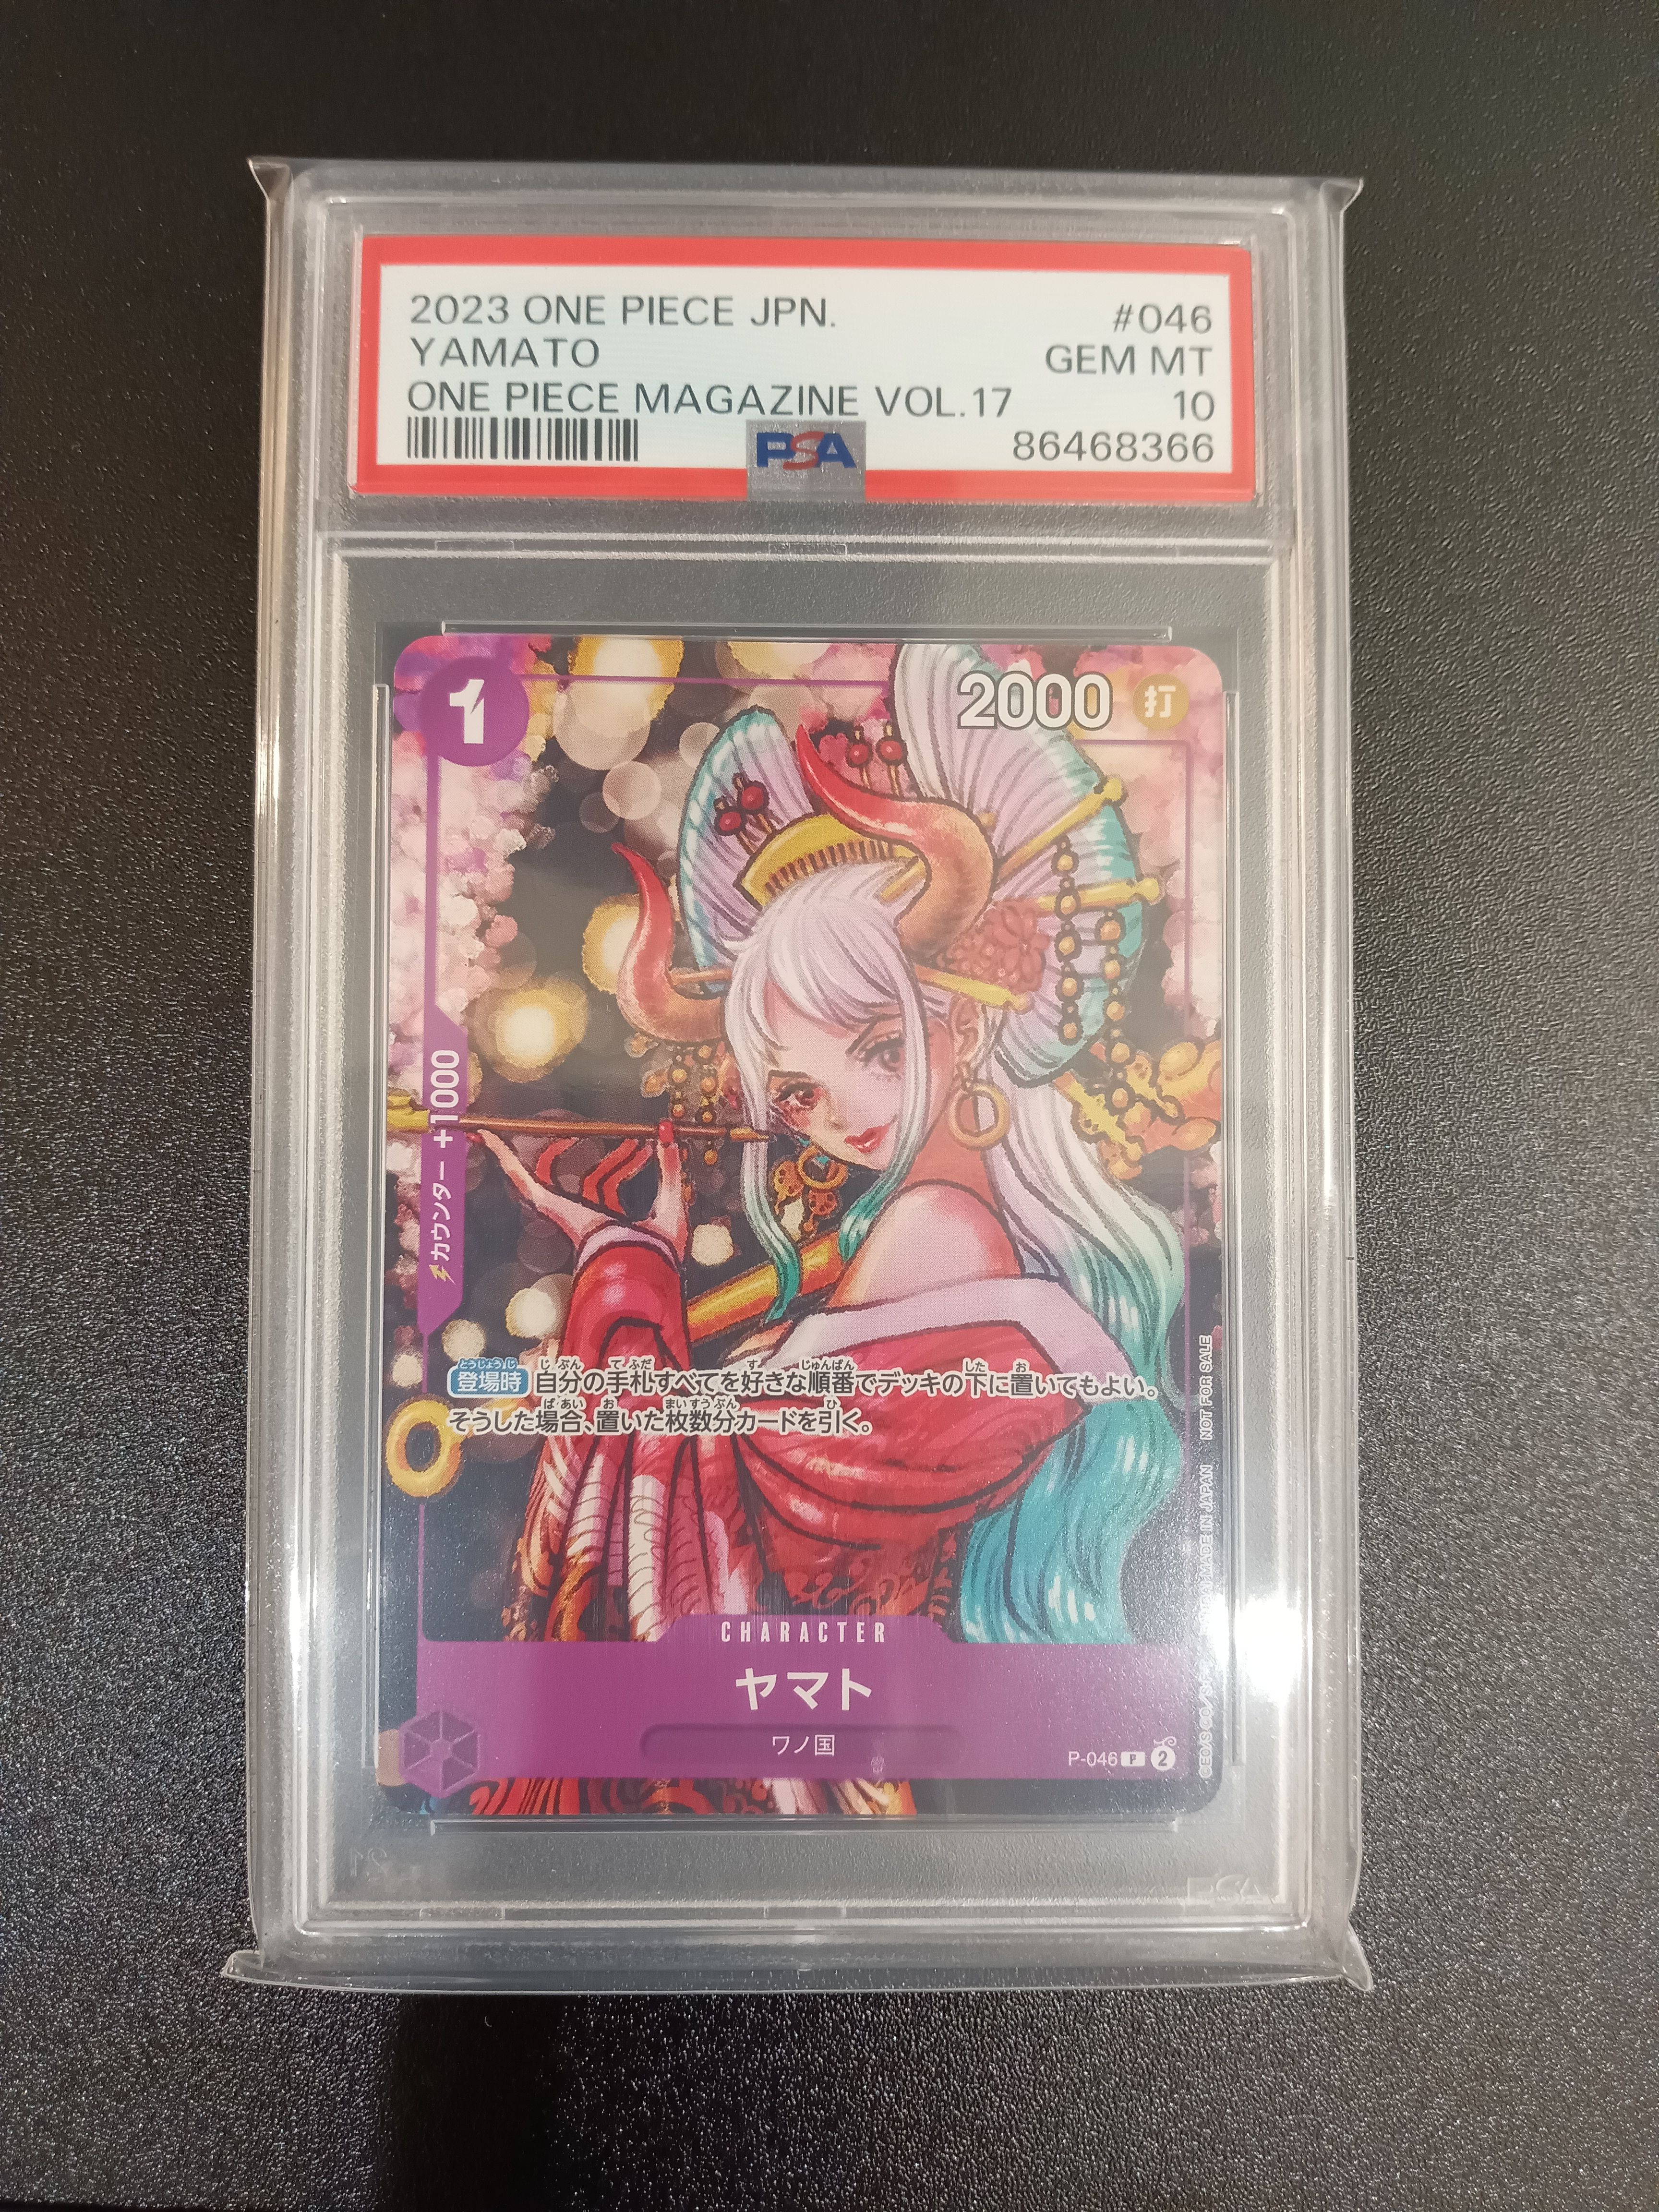 2023 ONE PIECE JPN. #046
YAMATO GEM MT
ONE PIECE MAGAZINE VOL.17 10
PSA 86468366
1
2000 打
カウンター +1000
登場時 自分の手札すべてを好きな順番でデッキの下に置いてもよい。
そうした場合、置いた枚数分カードを引く。
CHARACTER
ヤマト
ワノ国
P-046 P 2
MADE IN JAPAN NOT FOR SALE